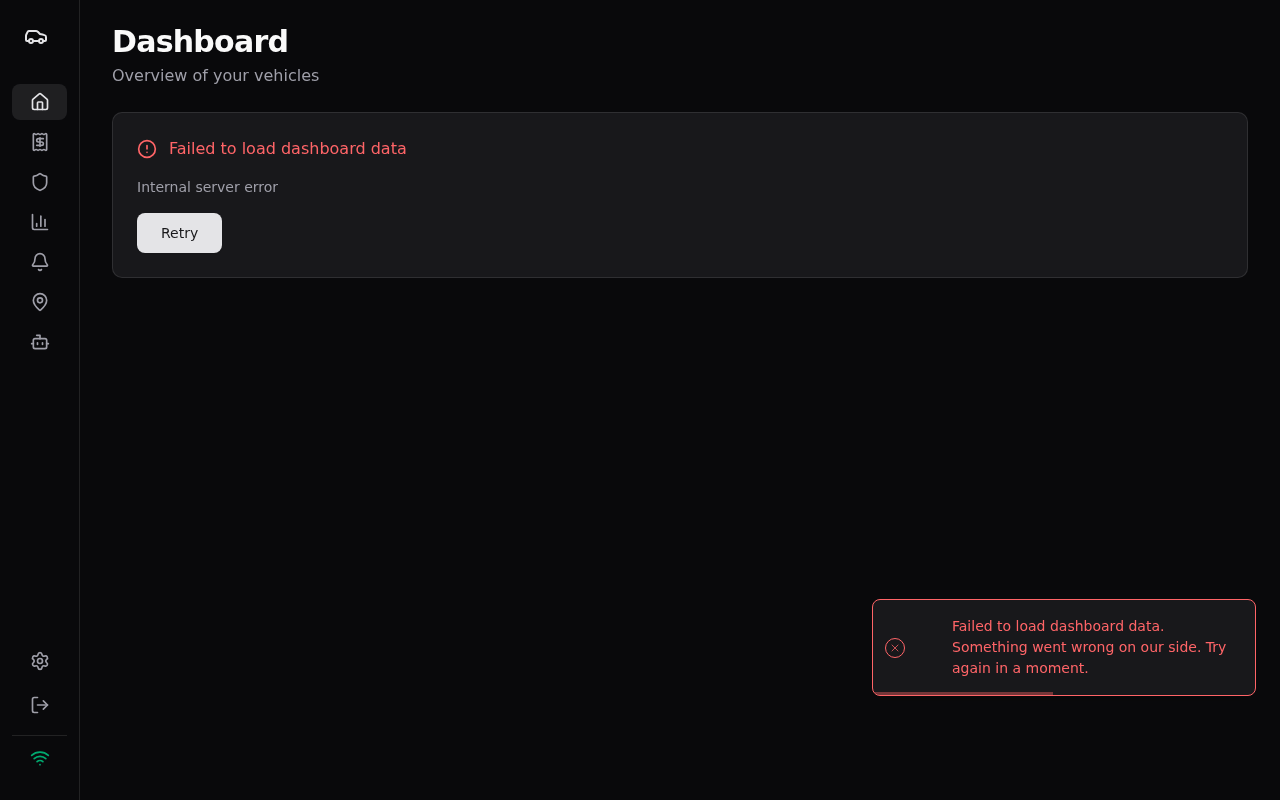 Dashboard
Overview of your vehicles
Failed to load dashboard data
Internal server error
Retry
Failed to load dashboard data.
Something went wrong on our side. Try
again in a moment.